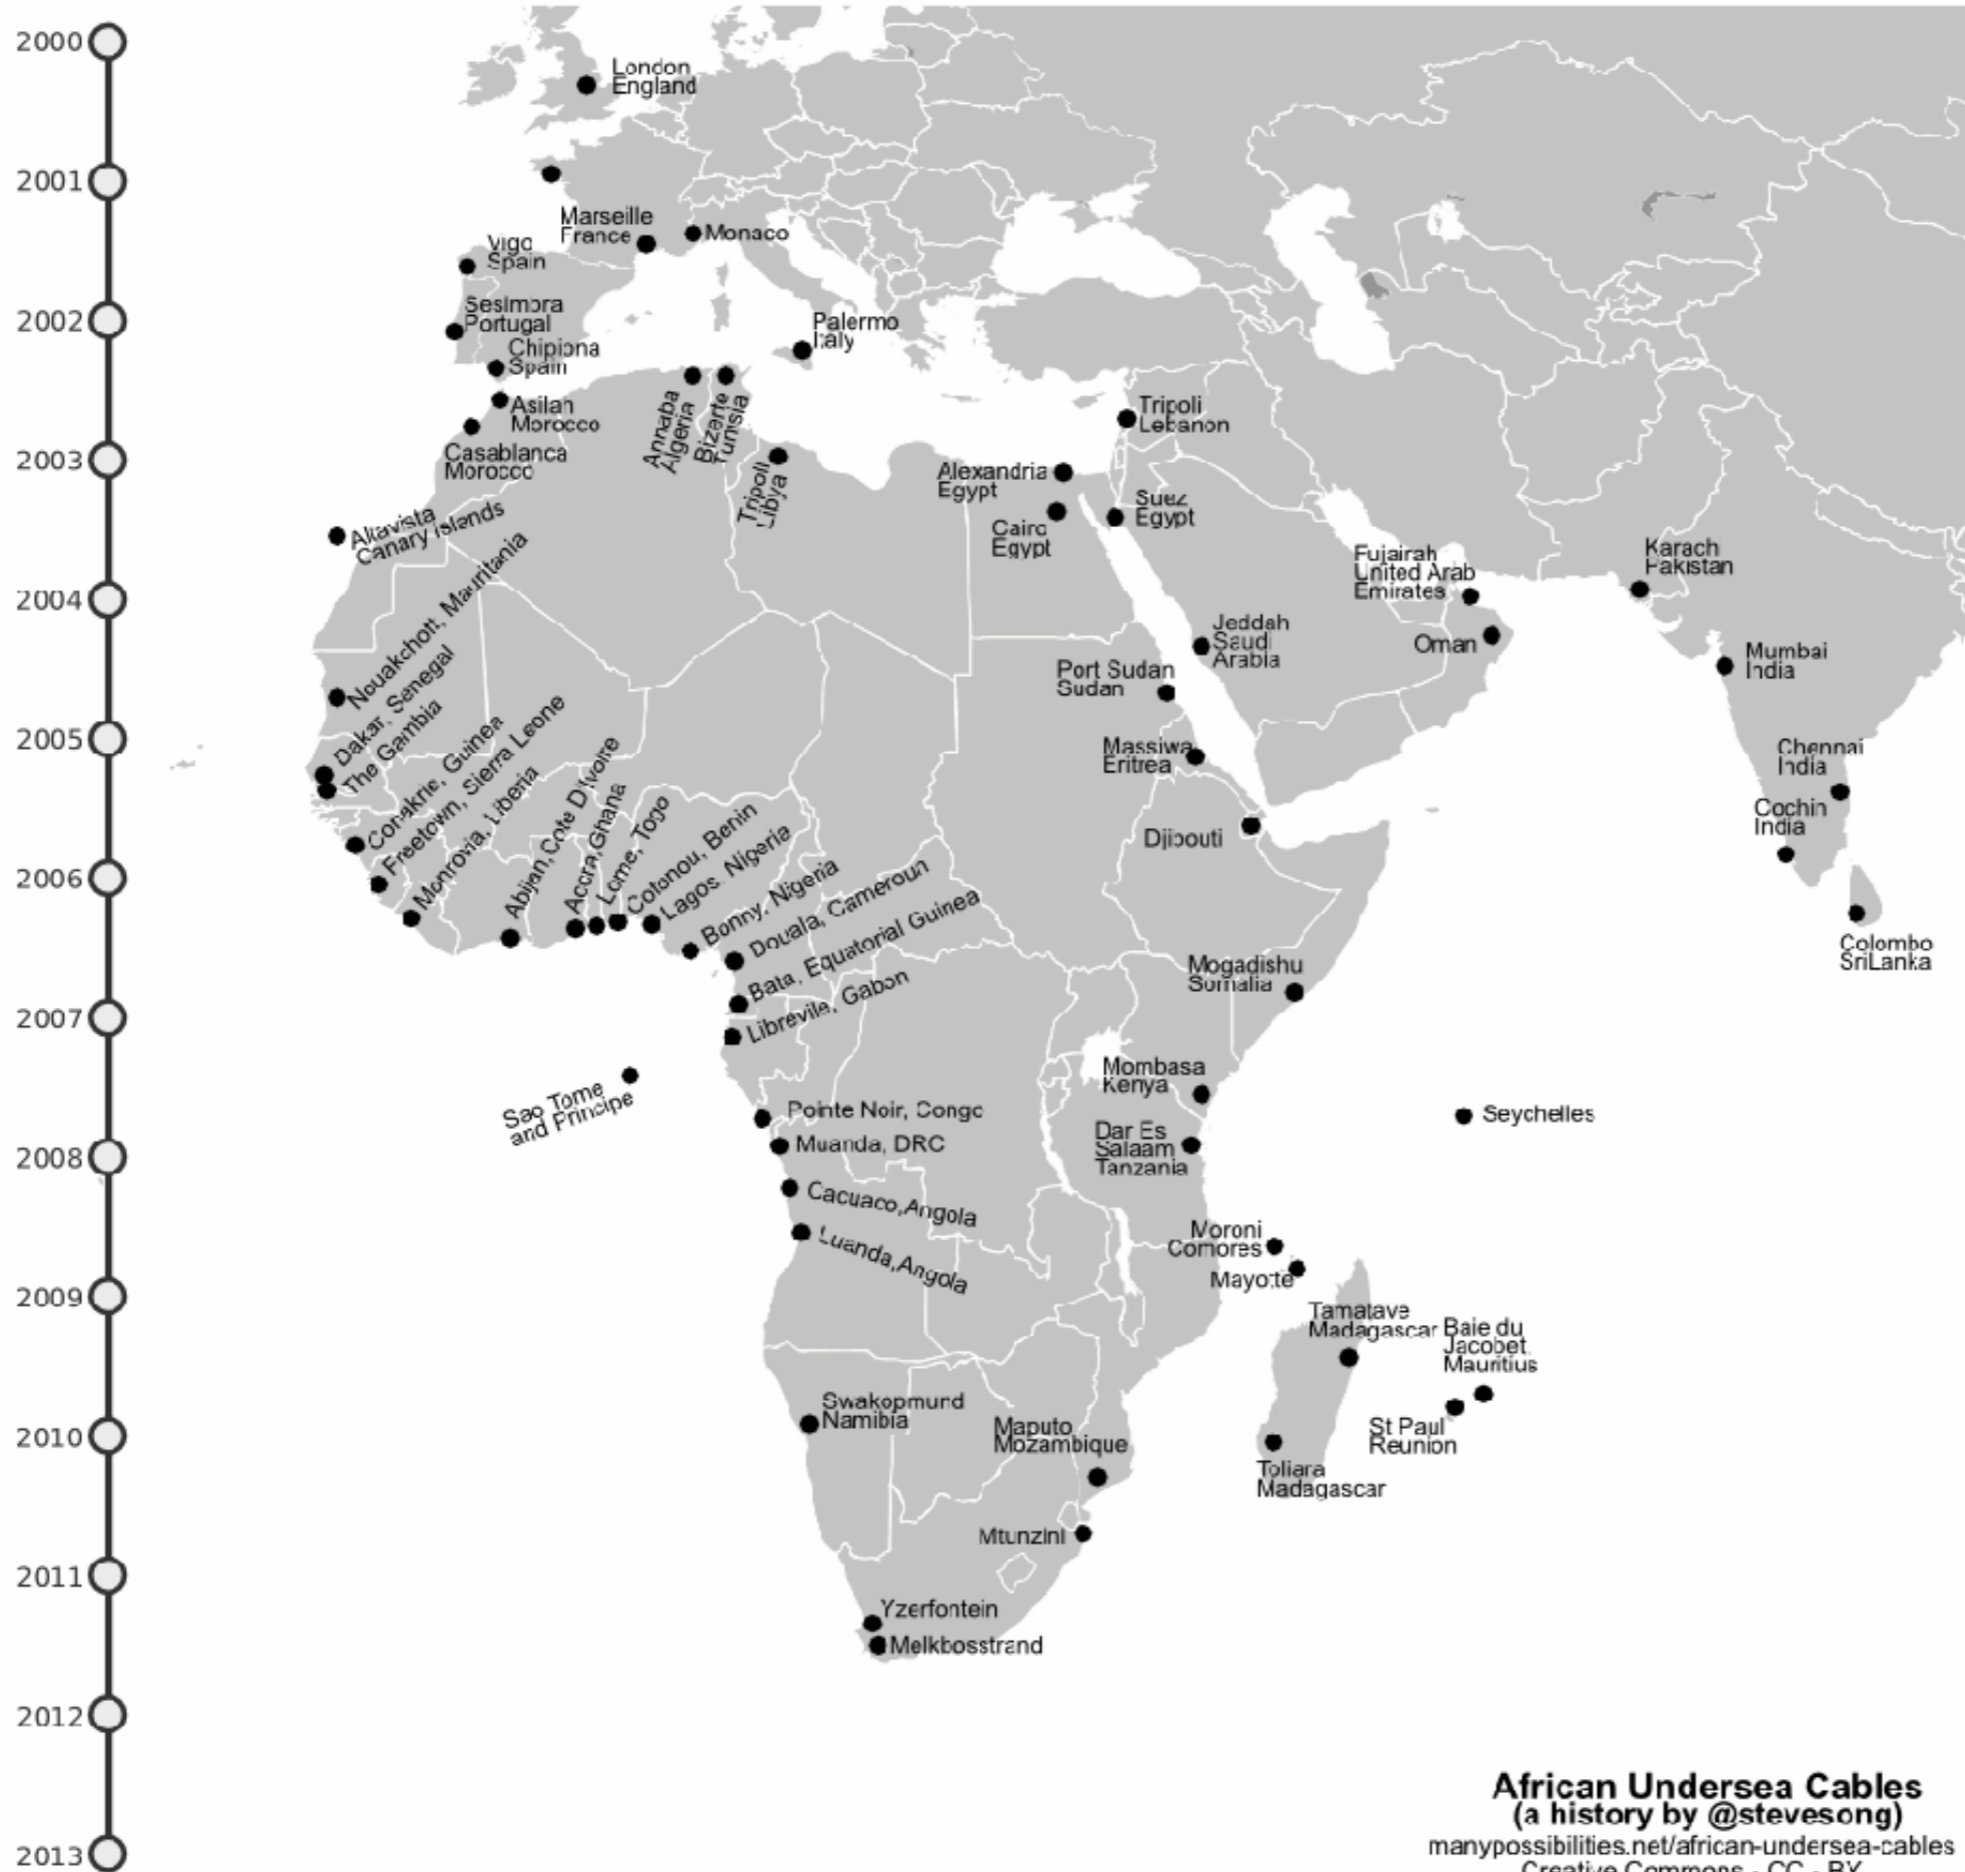 2000
2001
2002
2003
2004
2005
2006
2007
2008
2009
2010
2011
2012
2013
London
England
Marseille
France
Monaco
Vigo
Spain
Sesimbra
Portugal
Chipiona
Spain
Palermo
Italy
Asilah
Morocco
Casablanca
Morocco
Annaba
Algeria
Bizerte
Tunisia
Tripoli
Libya
Tripoli
Lebanon
Alexandria
Egypt
Cairo
Egypt
Suez
Egypt
Altavista
Canary Islands
Fujairah
United Arab
Emirates
Karach
Pakistan
Oman
Jeddah
Saudi
Arabia
Mumbai
India
Port Sudan
Sudan
Nouakchott, Mauritania
Dakar, Senegal
The Gambia
Conakrie, Guinea
Freetown, Sierra Leone
Monrovia, Liberia
Abijan,Cote D'Ivoire
Accra,Ghana
Lome, Togo
Cotonou, Benin
Lagos. Nigeria
Bonny, Nigeria
Douala, Cameroun
Bata, Equatorial Guinea
Librevile, Gabon
Massiwa
Eritrea
Djibouti
Chennai
India
Cochin
India
Colombo
SriLanka
Mogadishu
Somalia
Mombasa
Kenya
Sao Tome
and Principe
Pointe Noir, Congo
Muanda, DRC
Cacuaco,Angola
Luanda,Angola
Dar Es
Salaam
Tanzania
Seychelles
Moroni
Comores
Mayotte
Tamatave
Madagascar
Baie du
Jacobet,
Mauritius
St Paul
Reunion
Toliara
Madagascar
Swakopmund
Namibia
Maputo
Mozambique
Mtunzini
Yzerfontein
Melkbosstrand
African Undersea Cables
(a history by @stevesong)
manypossibilities.net/african-undersea-cables
Creative Commons - CC - BY